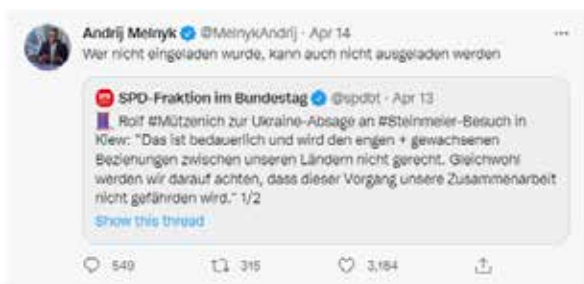 Andrij Melnyk @MelnykAndrij · Apr 14
Wer nicht eingeladen wurde, kann auch nicht ausgeladen werden
SPD-Fraktion im Bundestag @spdbt · Apr 13
Rolf #Mützenich zur Ukraine-Absage an #Steinmeier-Besuch in
Kiew: "Das ist bedauerlich und wird den engen + gewachsenen
Beziehungen zwischen unseren Ländern nicht gerecht. Gleichwohl
werden wir darauf achten, dass dieser Vorgang unsere Zusammenarbeit
nicht gefährden wird." 1/2
Show this thread
549 315 3,184